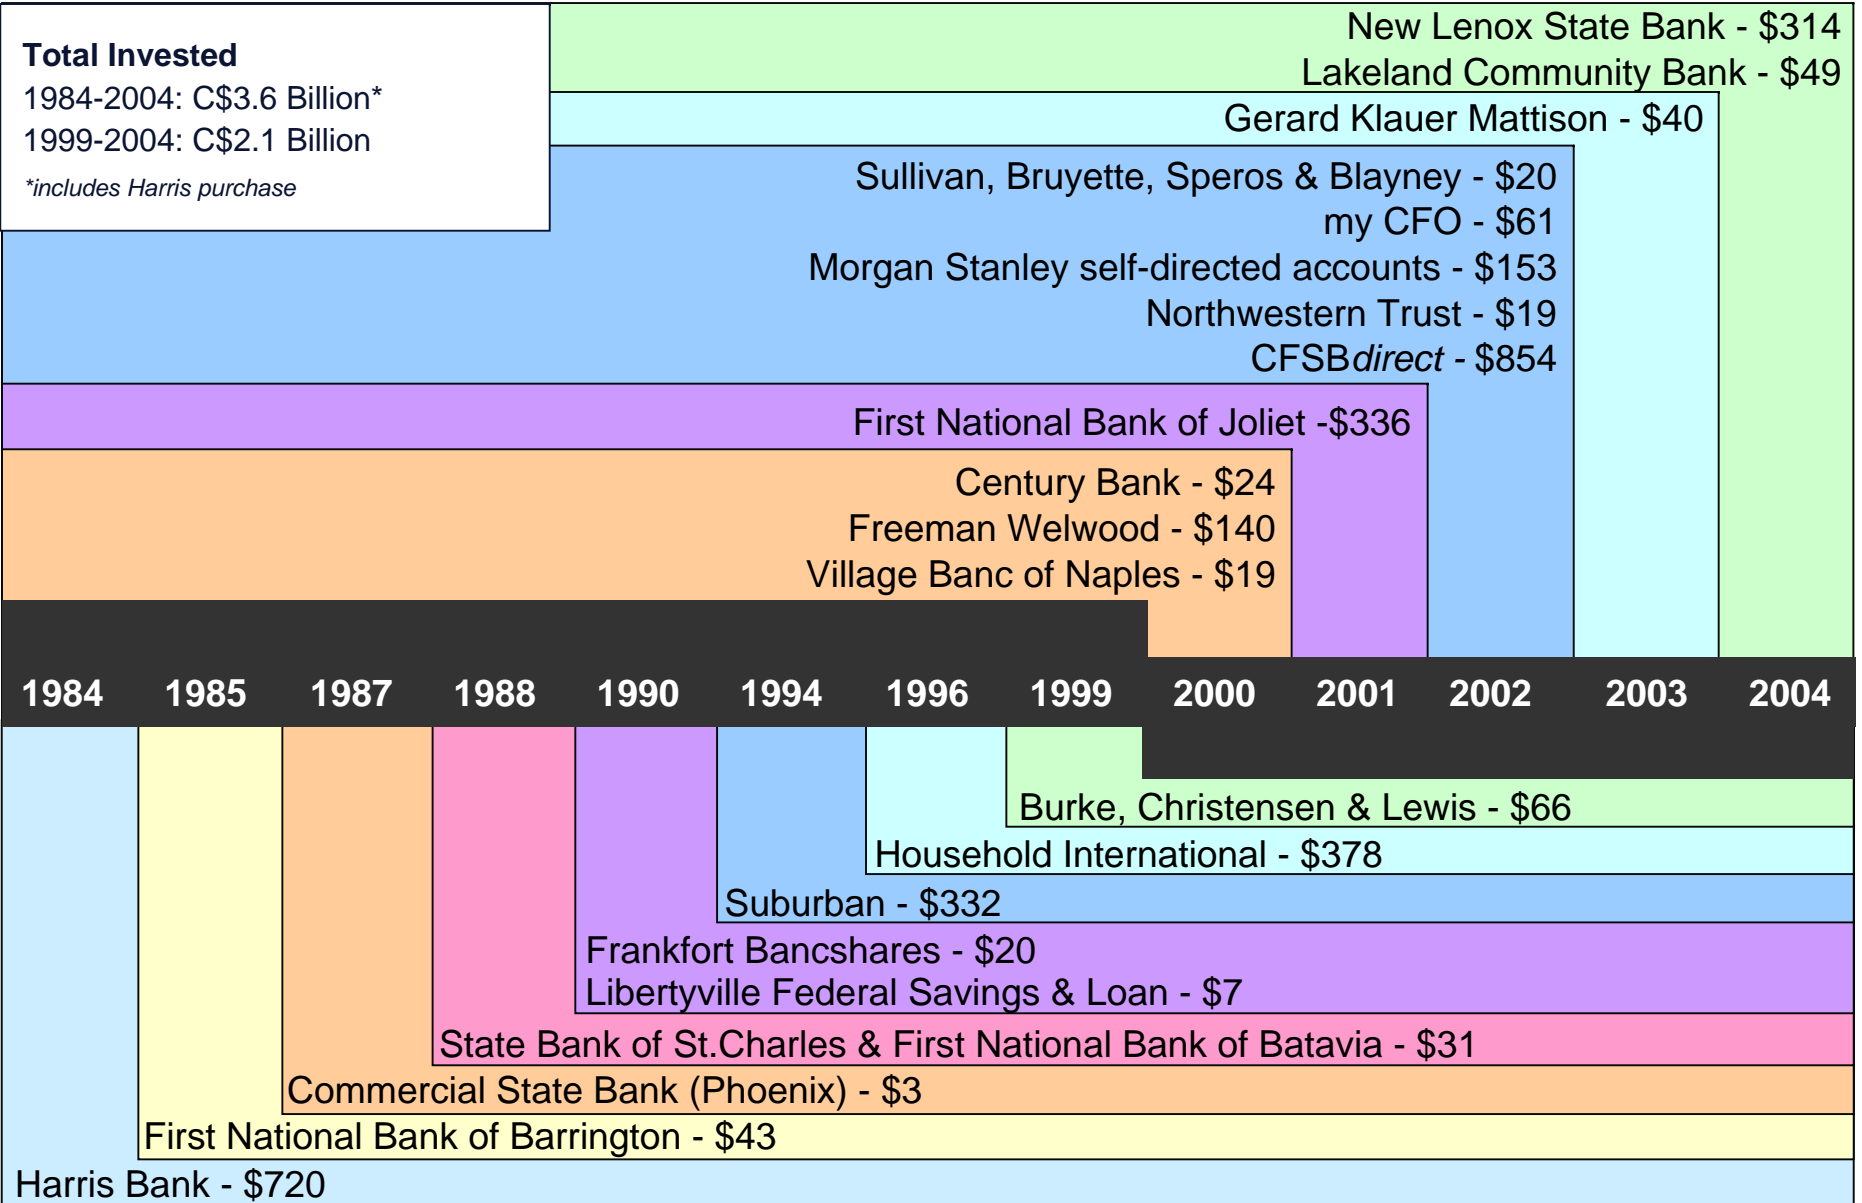 Total Invested
1984-2004: C$3.6 Billion*
1999-2004: C$2.1 Billion
*includes Harris purchase
New Lenox State Bank - $314
Lakeland Community Bank - $49
Gerard Klauer Mattison - $40
Sullivan, Bruyette, Speros & Blayney - $20
my CFO - $61
Morgan Stanley self-directed accounts - $153
Northwestern Trust - $19
CFSBdirect - $854
First National Bank of Joliet -$336
Century Bank - $24
Freeman Welwood - $140
Village Banc of Naples - $19
1984 1985 1987 1988 1990 1994 1996 1999 2000 2001 2002 2003 2004
Burke, Christensen & Lewis - $66
Household International - $378
Suburban - $332
Frankfort Bancshares - $20
Libertyville Federal Savings & Loan - $7
State Bank of St.Charles & First National Bank of Batavia - $31
Commercial State Bank (Phoenix) - $3
First National Bank of Barrington - $43
Harris Bank - $720